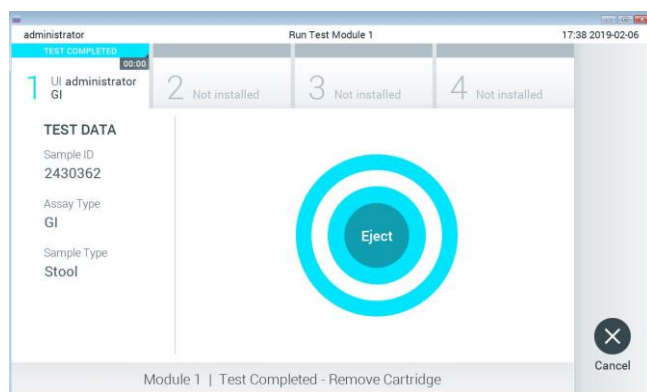 administrator Run Test Module 1 17:38 2019-02-06
TEST COMPLETED
00:00
1 UI administrator
GI
2 Not installed
3 Not installed
4 Not installed
TEST DATA
Sample ID
2430362
Assay Type
GI
Sample Type
Stool
Eject
Cancel
Module 1 | Test Completed - Remove Cartridge